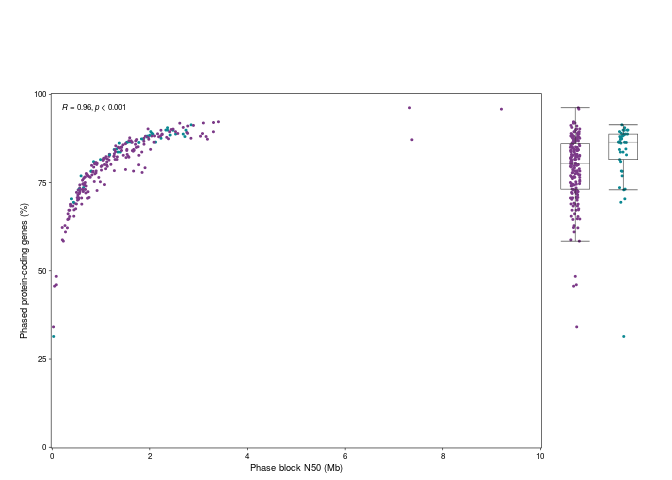 100
R = 0.96, p < 0.001
75
50
25
0
Phased protein-coding genes (%)
0 2 4 6 8 10
Phase block N50 (Mb)